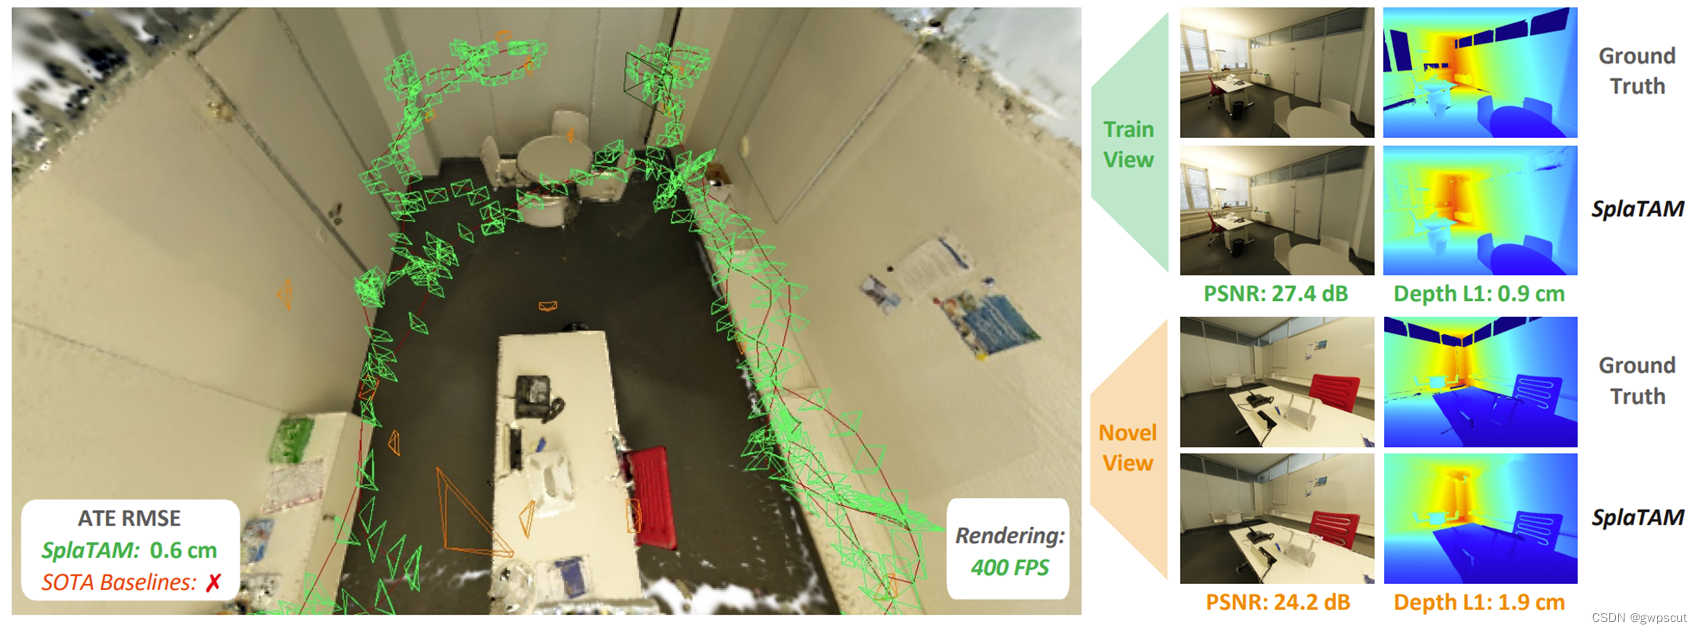 ATE RMSE
SplaTAM: 0.6 cm
SOTA Baselines: ✗
Rendering:
400 FPS
Train
View
Ground
Truth
SplaTAM
PSNR: 27.4 dB
Depth L1: 0.9 cm
Novel
View
Ground
Truth
SplaTAM
PSNR: 24.2 dB
Depth L1: 1.9 cm
CSDN @gwpscut